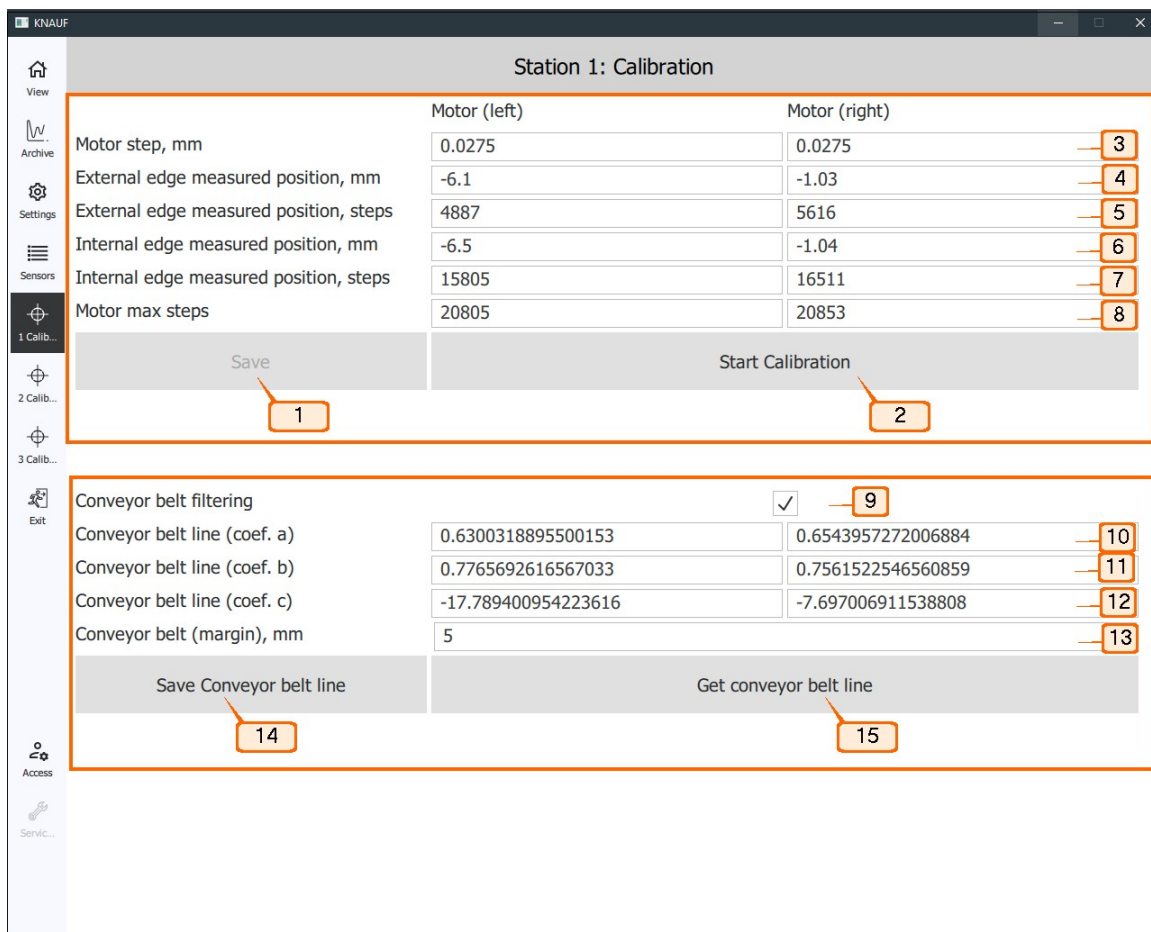 KNAUF
Station 1: Calibration
View
Archive
Settings
Sensors
1 Calib...
2 Calib...
3 Calib...
Exit
Access
Servic...
Motor (left) Motor (right)
Motor step, mm 0.0275 0.0275 3
External edge measured position, mm -6.1 -1.03 4
External edge measured position, steps 4887 5616 5
Internal edge measured position, mm -6.5 -1.04 6
Internal edge measured position, steps 15805 16511 7
Motor max steps 20805 20853 8
Save Start Calibration
1 2
Conveyor belt filtering 9
Conveyor belt line (coef. a) 0.6300318895500153 0.6543957272006884 10
Conveyor belt line (coef. b) 0.7765692616567033 0.7561522546560859 11
Conveyor belt line (coef. c) -17.789400954223616 -7.697006911538808 12
Conveyor belt (margin), mm 5 13
Save Conveyor belt line Get conveyor belt line
14 15